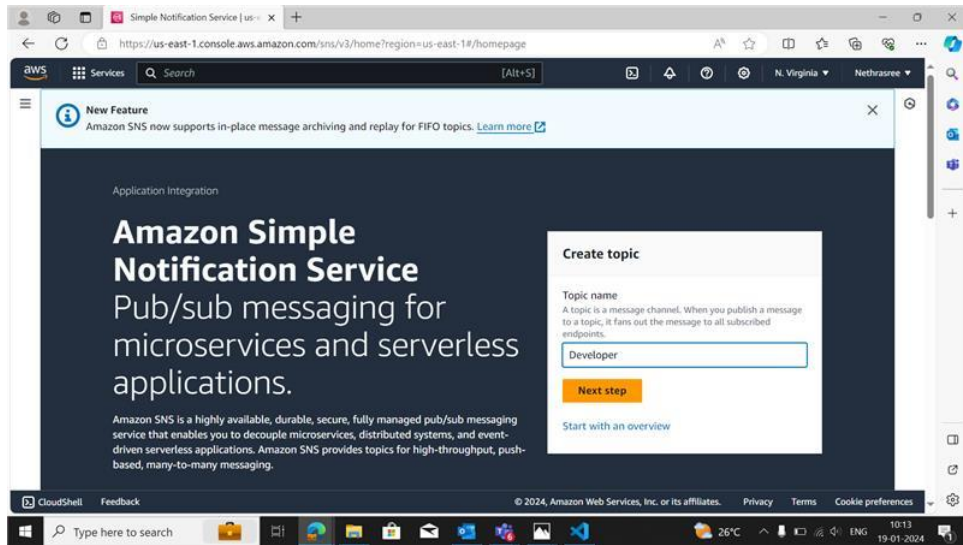 Simple Notification Service | us-e
https://us-east-1.console.aws.amazon.com/sns/v3/home?region=us-east-1#/homepage
aws
Services
Search
[Alt+S]
N. Virginia
Nethrasree
New Feature
Amazon SNS now supports in-place message archiving and replay for FIFO topics. Learn more
Application Integration
Amazon Simple
Notification Service
Pub/sub messaging for
microservices and serverless
applications.
Amazon SNS is a highly available, durable, secure, fully managed pub/sub messaging
service that enables you to decouple microservices, distributed systems, and event-
driven serverless applications. Amazon SNS provides topics for high-throughput, push-
based, many-to-many messaging.
Create topic
Topic name
A topic is a message channel. When you publish a message
to a topic, it fans out the message to all subscribed
endpoints.
Developer
Next step
Start with an overview
CloudShell
Feedback
© 2024, Amazon Web Services, Inc. or its affiliates.
Privacy
Terms
Cookie preferences
Type here to search
26°C
ENG
10:13
19-01-2024